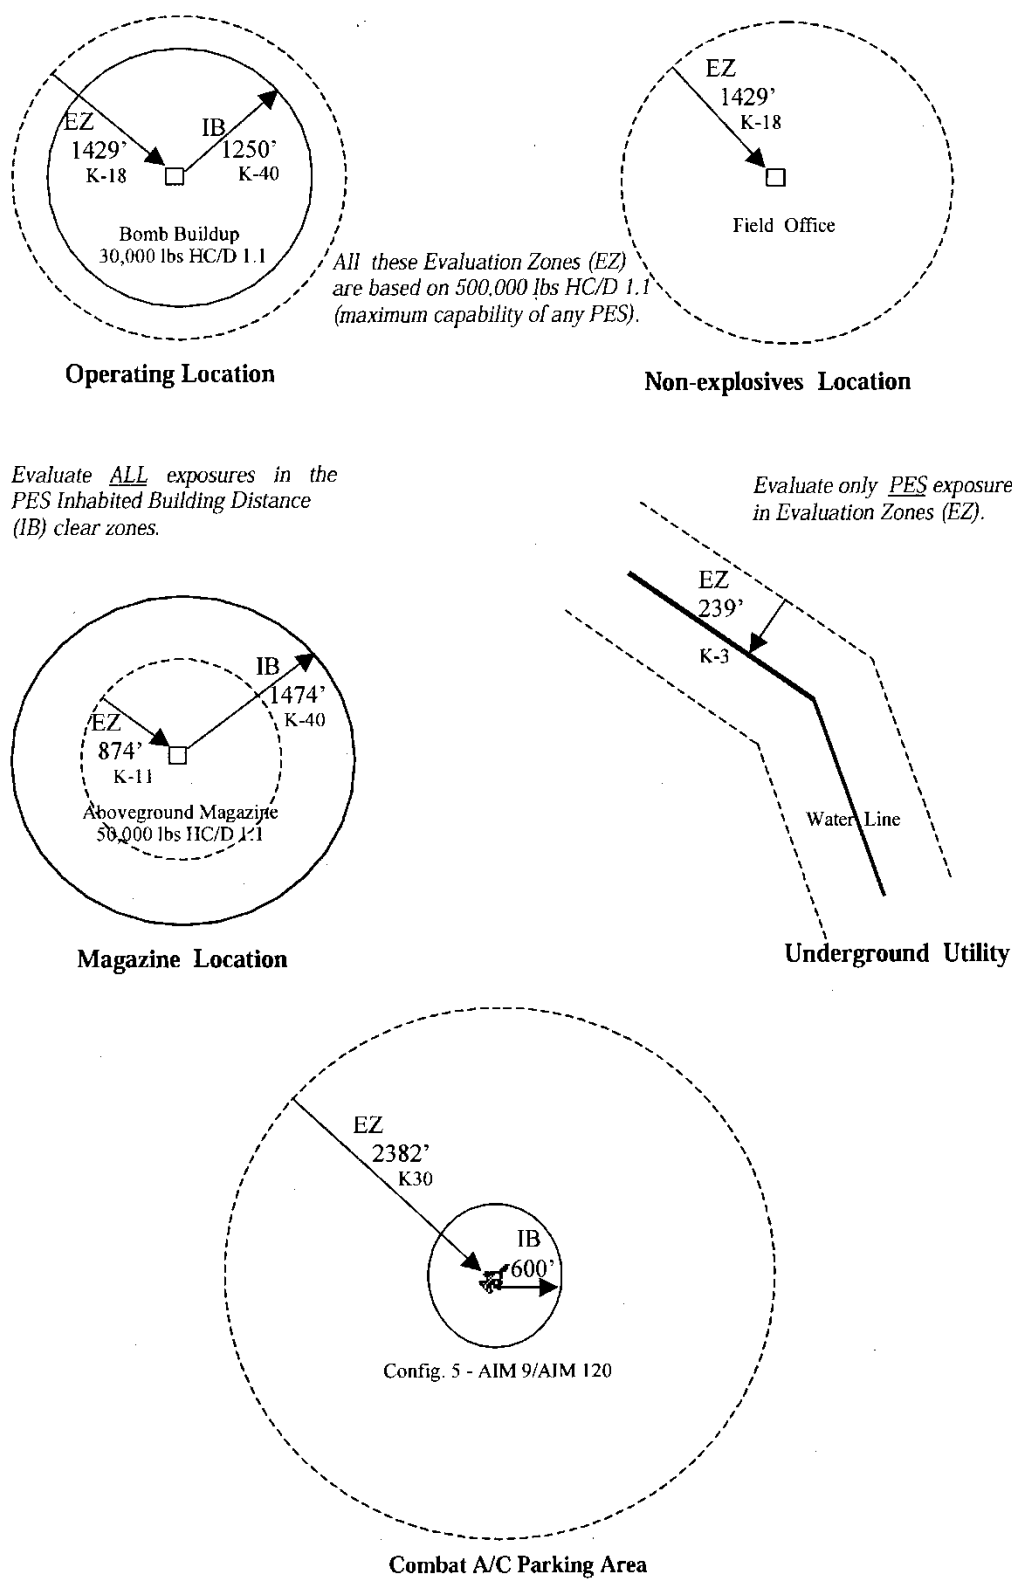 EZ
1429’
K-18
IB
1250’
K-40
Bomb Buildup
30,000 lbs HC/D 1.1
Operating Location
EZ
1429’
K-18
Field Office
Non-explosives Location
All these Evaluation Zones (EZ)
are based on 500,000 lbs HC/D 1.1
(maximum capability of any PES).
Evaluate ALL exposures in the
PES Inhabited Building Distance
(IB) clear zones.
Evaluate only PES exposure
in Evaluation Zones (EZ).
EZ
874’
K-11
IB
1474’
K-40
Aboveground Magazine
50,000 lbs HC/D 1.1
Magazine Location
EZ
239’
K-3
Water Line
Underground Utility
EZ
2382’
K30
IB
600’
Config. 5 - AIM 9/AIM 120
Combat A/C Parking Area